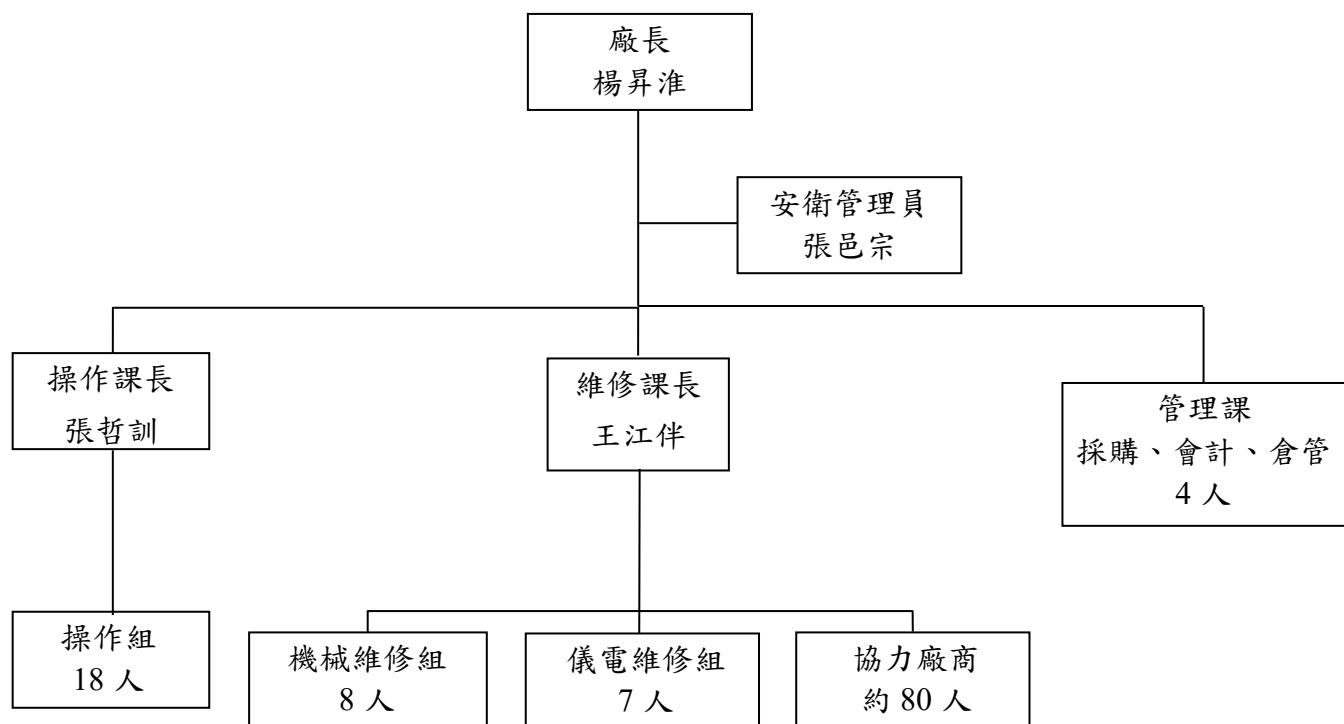 廠長
楊昇淮
安衛管理員
張邑宗
操作課長
張哲訓
維修課長
王江伴
管理課
採購、會計、倉管
4 人
操作組
18 人
機械維修組
8 人
儀電維修組
7 人
協力廠商
約 80 人